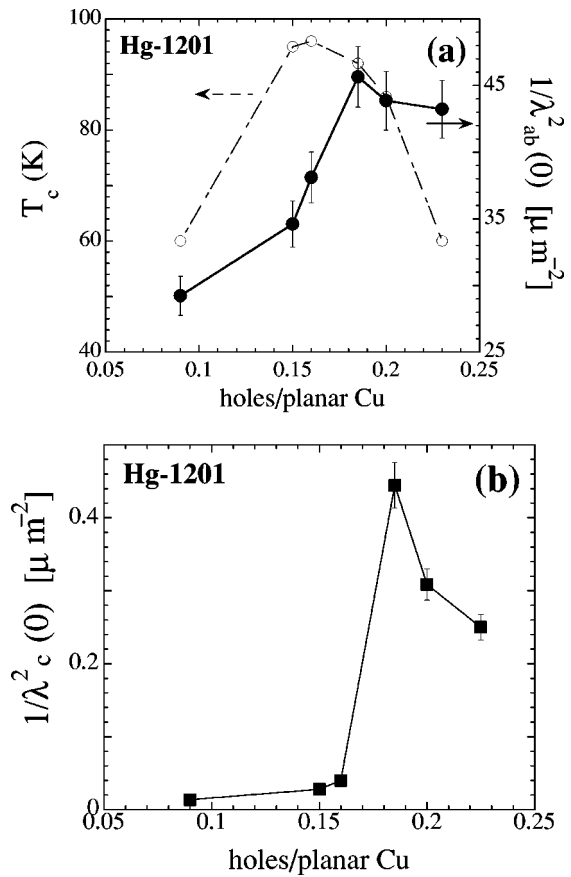 Hg-1201
(a)
100
80
60
40
T_c (K)
45
35
25
1/λ²_ab(0) [μ m⁻²]
0.05 0.1 0.15 0.2 0.25
holes/planar Cu
Hg-1201
(b)
0.4
0.2
0
1/λ²_c(0) [μ m⁻²]
0.05 0.1 0.15 0.2 0.25
holes/planar Cu